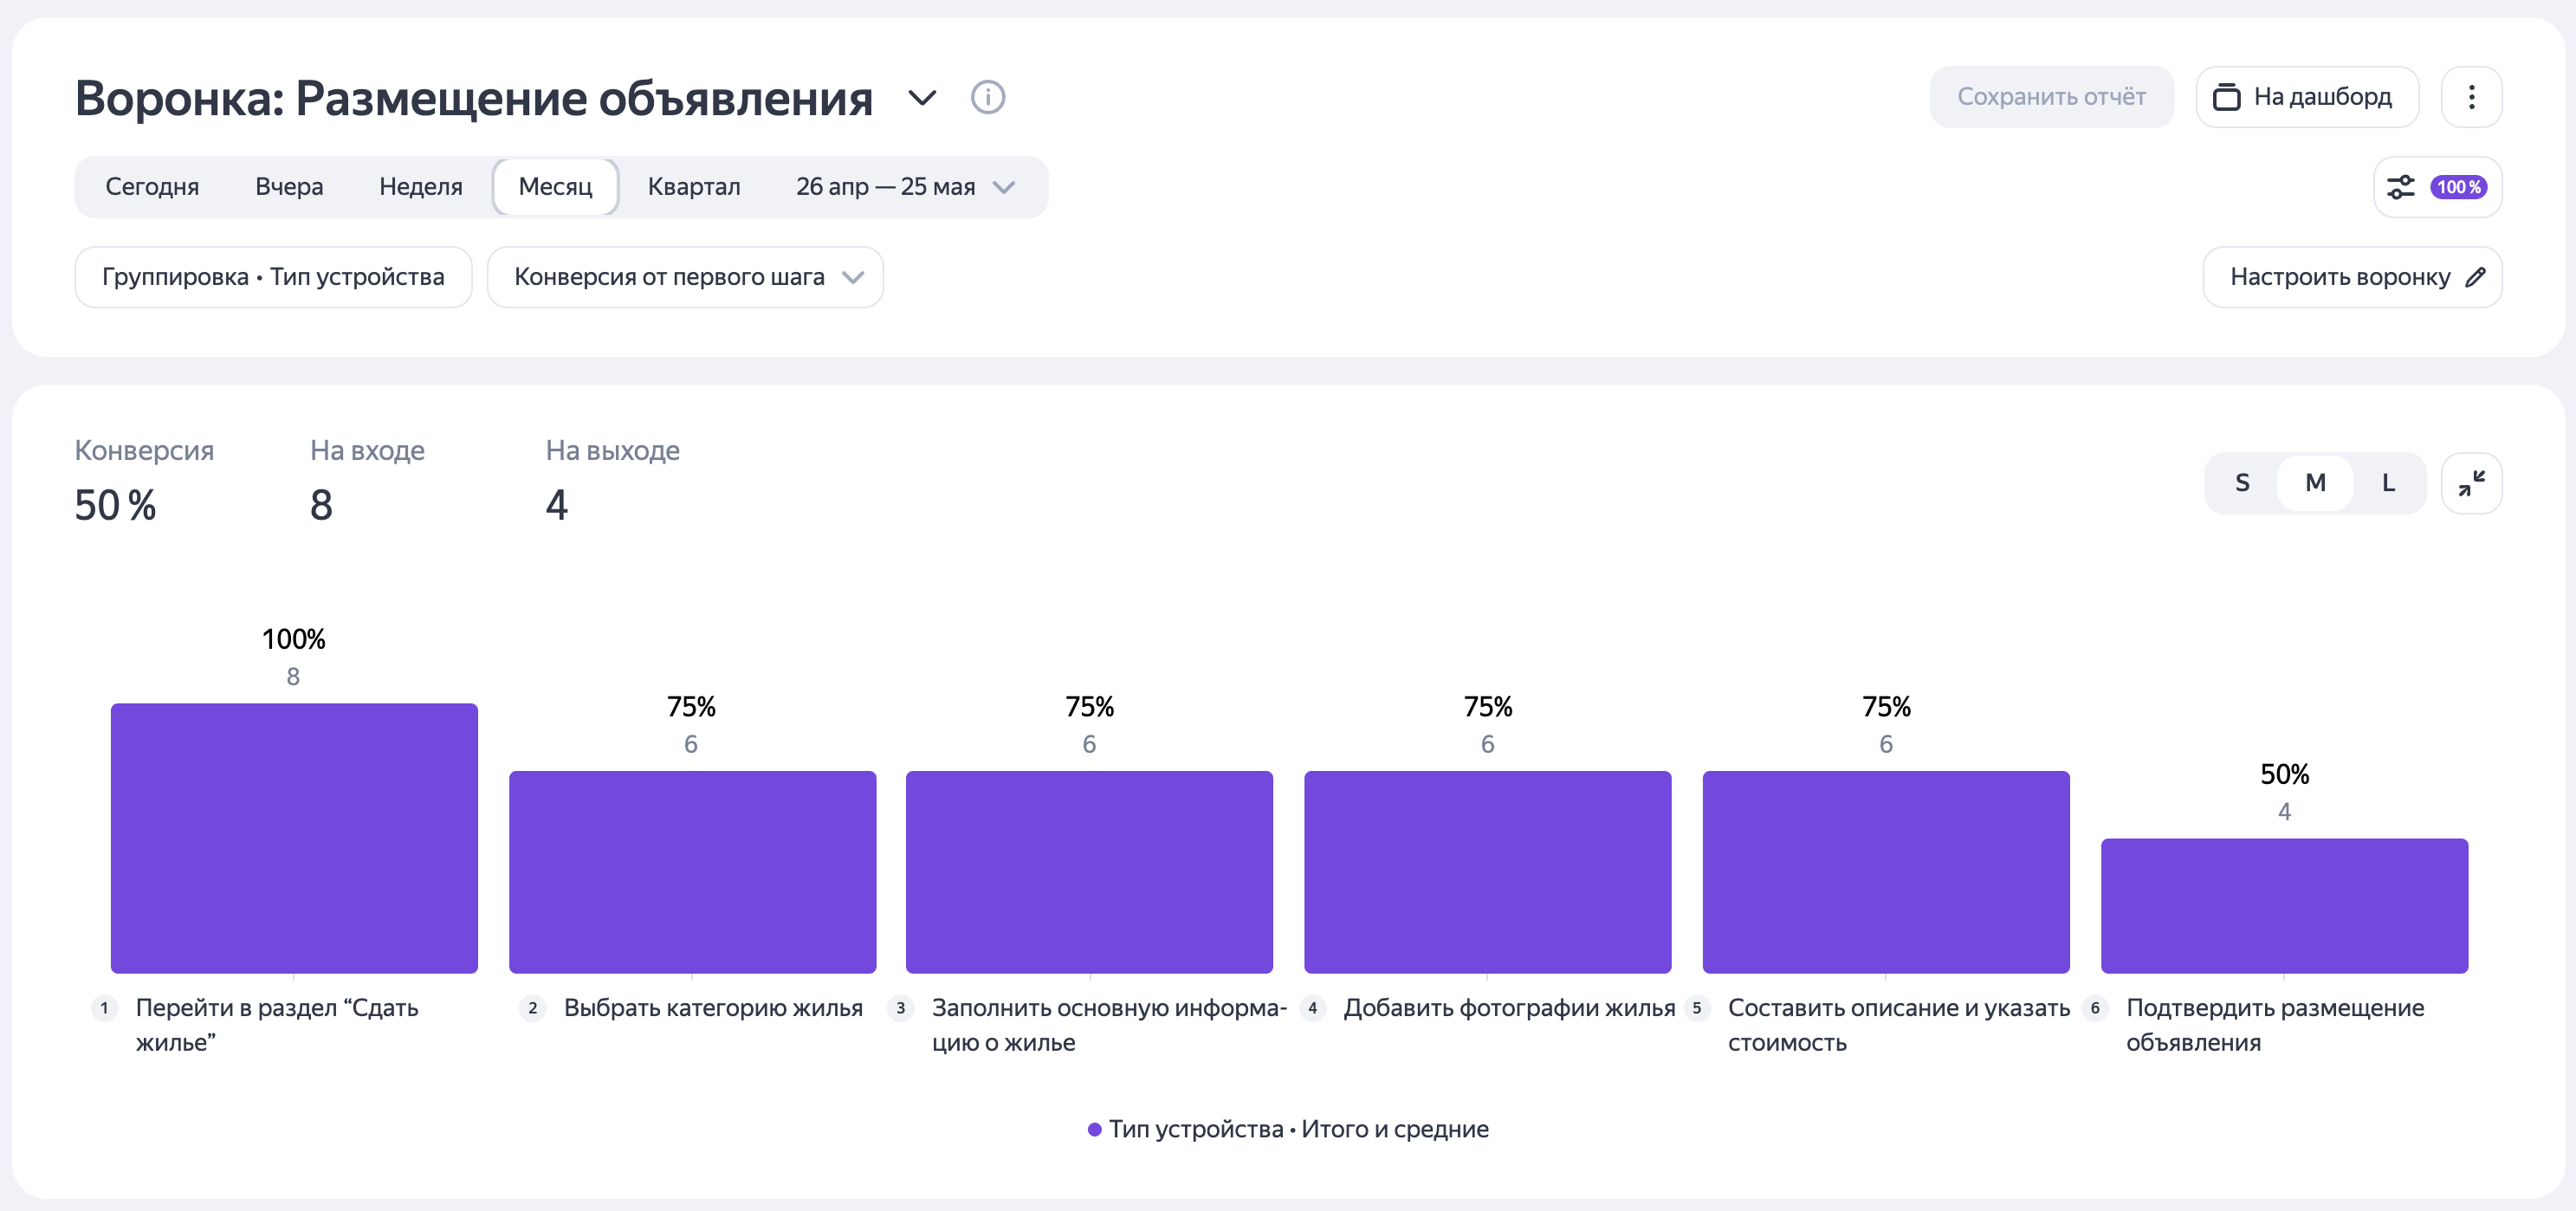 Воронка: Размещение объявления
Сохранить отчёт
На дашборд
Сегодня Вчера Неделя Месяц Квартал 26 апр — 25 мая
100 %
Группировка • Тип устройства
Конверсия от первого шага
Настроить воронку
Конверсия На входе На выходе
50 % 8 4
S M L
100%
8
75%
6
75%
6
75%
6
75%
6
50%
4
1 Перейти в раздел “Сдать
жилье”
2 Выбрать категорию жилья
3 Заполнить основную информа-
цию о жилье
4 Добавить фотографии жилья
5 Составить описание и указать
стоимость
6 Подтвердить размещение
объявления
Тип устройства • Итого и средние